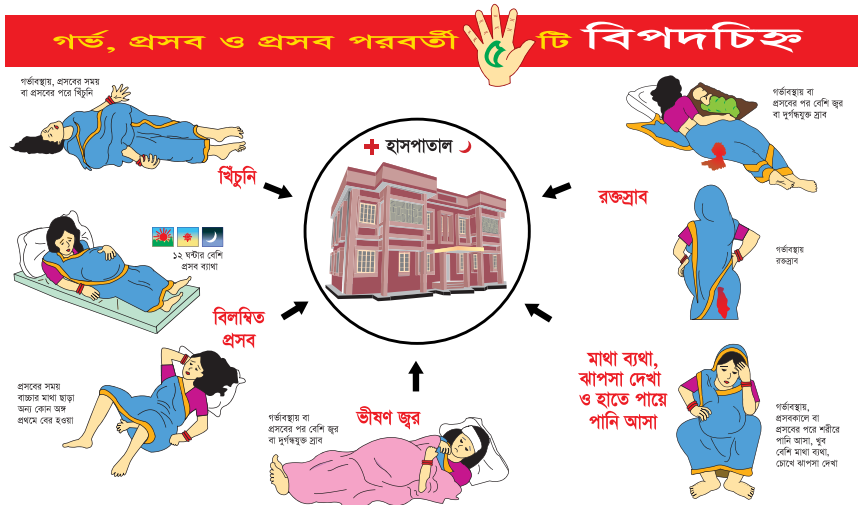 গর্ভ, প্রসব ও প্রসব পরবর্তী ৫ টি বিপদচিহ্ন
গর্ভাবস্থায়, প্রসবের সময়
বা প্রসবের পরে খিঁচুনি
খিঁচুনি
১২ ঘন্টার বেশি
প্রসব ব্যাথা
বিলম্বিত
প্রসব
প্রসবের সময়
বাচ্চার মাথা ছাড়া
অন্য কোন অঙ্গ
প্রথমে বের হওয়া
হাসপাতাল
গর্ভাবস্থায় বা
প্রসবের পর বেশি জ্বর
বা দুর্গন্ধযুক্ত স্রাব
ভীষণ জ্বর
গর্ভাবস্থায় বা
প্রসবের পর বেশি জ্বর
বা দুর্গন্ধযুক্ত স্রাব
রক্তস্রাব
গর্ভাবস্থায়
রক্তস্রাব
মাথা ব্যথা,
ঝাপসা দেখা
ও হাতে পায়ে
পানি আসা
গর্ভাবস্থায়,
প্রসবকালে বা
প্রসবের পরে শরীরে
পানি আসা, খুব
বেশি মাথা ব্যথা,
চোখে ঝাপসা দেখা